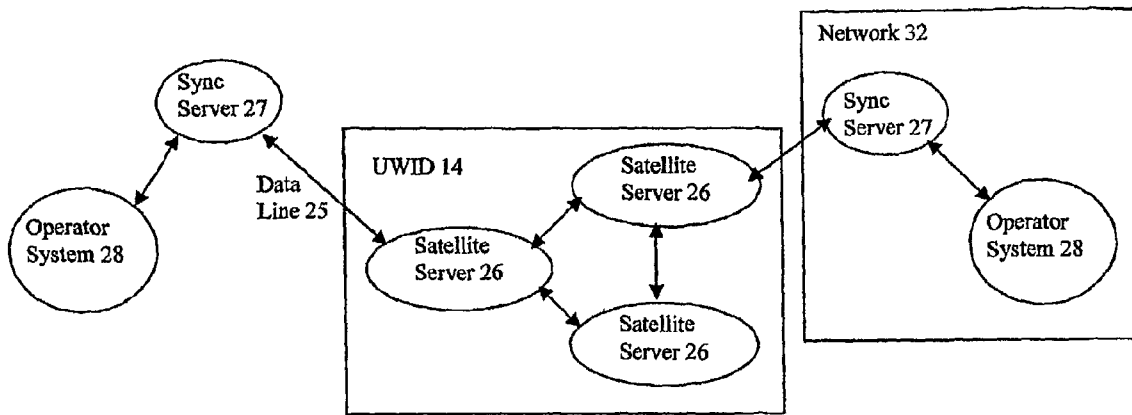 Network 32
Sync
Server 27
Sync
Server 27
UWID 14
Satellite
Server 26
Data
Line 25
Operator
System 28
Operator
System 28
Satellite
Server 26
Satellite
Server 26